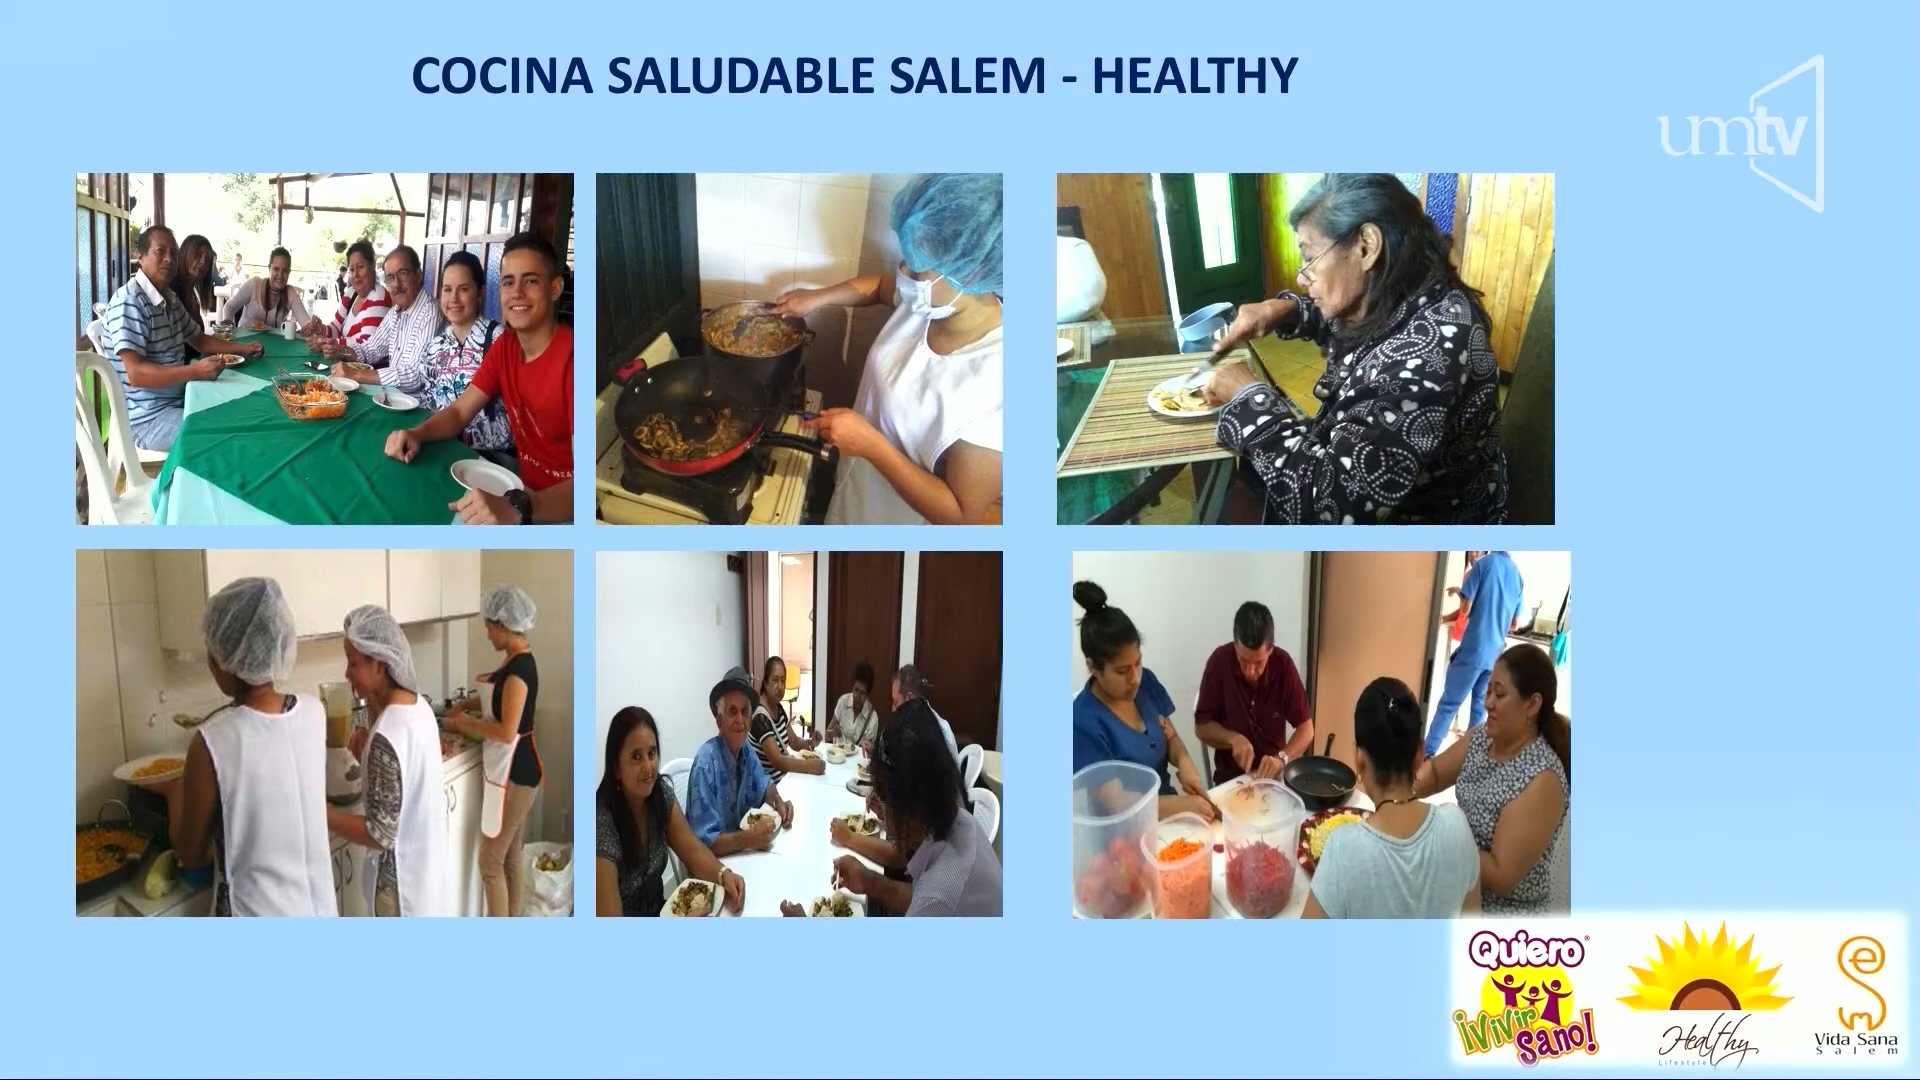 COCINA SALUDABLE SALEM - HEALTHY
umtv
Quiero
¡Vivir
Sano!
Healthy
Lifestyle
Vida Sana
Salem